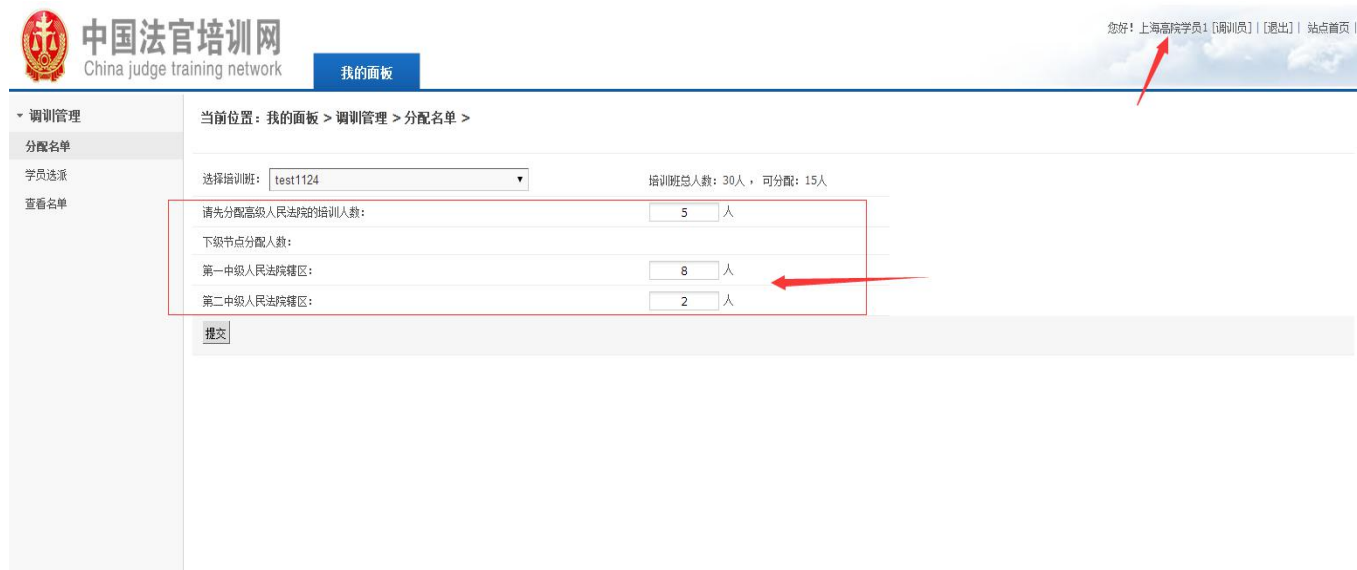 中国法官培训网
China judge training network
我的面板
您好！上海高院学员1 [调训员] | [退出] | 站点首页 |
调训管理
分配名单
学员选派
查看名单
当前位置：我的面板 > 调训管理 > 分配名单 >
选择培训班： test1124 培训班总人数：30人， 可分配：15人
请先分配高级人民法院的培训人数： 5 人
下级节点分配人数：
第一中级人民法院辖区： 8 人
第二中级人民法院辖区： 2 人
提交